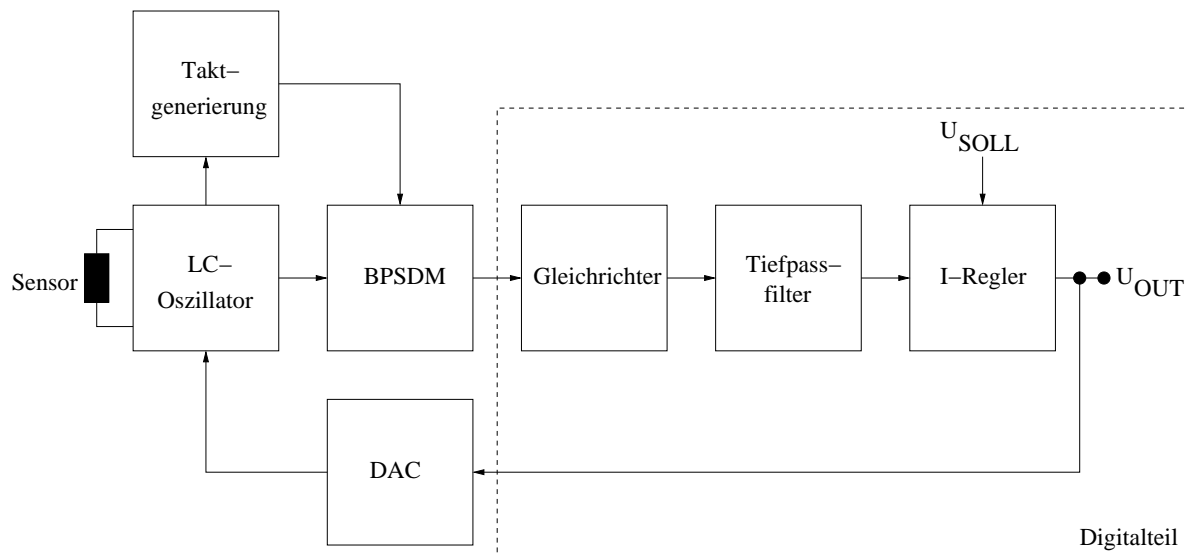 Takt–
generierung
U_SOLL
Sensor
LC–
Oszillator
BPSDM
Gleichrichter
Tiefpass–
filter
I–Regler
U_OUT
DAC
Digitalteil